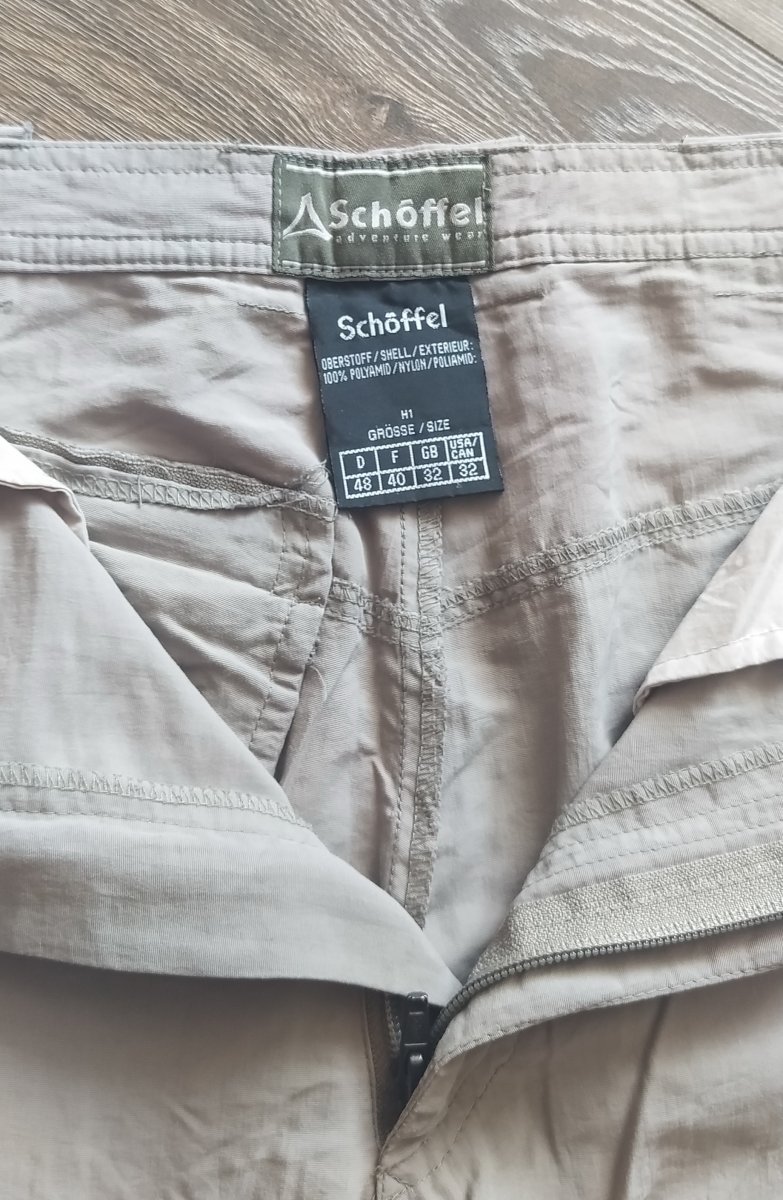 Schöffel
adventure wear
Schöffel
OBERSTOFF/SHELL/EXTERIEUR:
100% POLYAMID/NYLON/POLIAMID:
H1
GRÖSSE/SIZE
D F GB USA/CAN
48 40 32 32